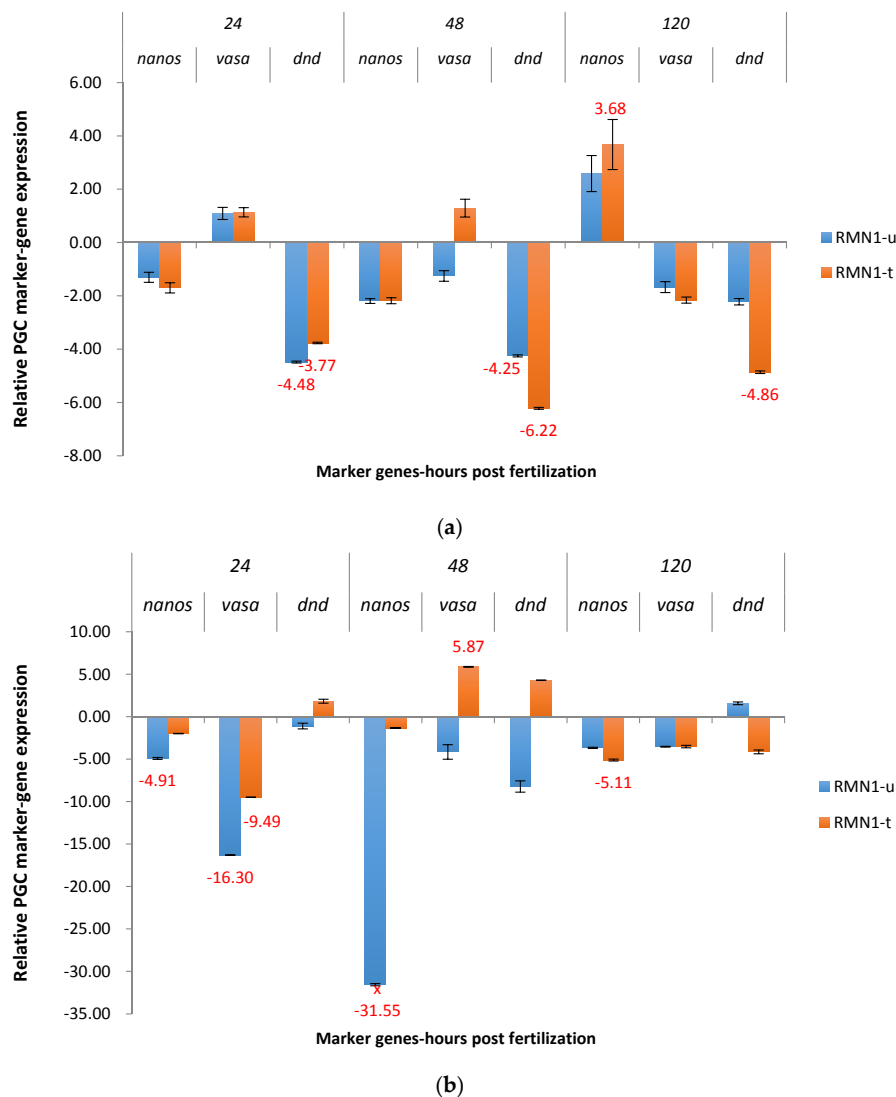 24 48 120
nanos vasa dnd nanos vasa dnd nanos vasa dnd
6.00
4.00
2.00
0.00
-2.00
-4.00
-6.00
-8.00
Relative PGC marker-gene expression
3.68
-3.77
-4.48
-4.25
-6.22
-4.86
RMN1-u
RMN1-t
Marker genes-hours post fertilization
(a)
24 48 120
nanos vasa dnd nanos vasa dnd nanos vasa dnd
10.00
5.00
0.00
-5.00
-10.00
-15.00
-20.00
-25.00
-30.00
-35.00
Relative PGC marker-gene expression
5.87
-4.91
-5.11
-9.49
-16.30
x
-31.55
RMN1-u
RMN1-t
Marker genes-hours post fertilization
(b)